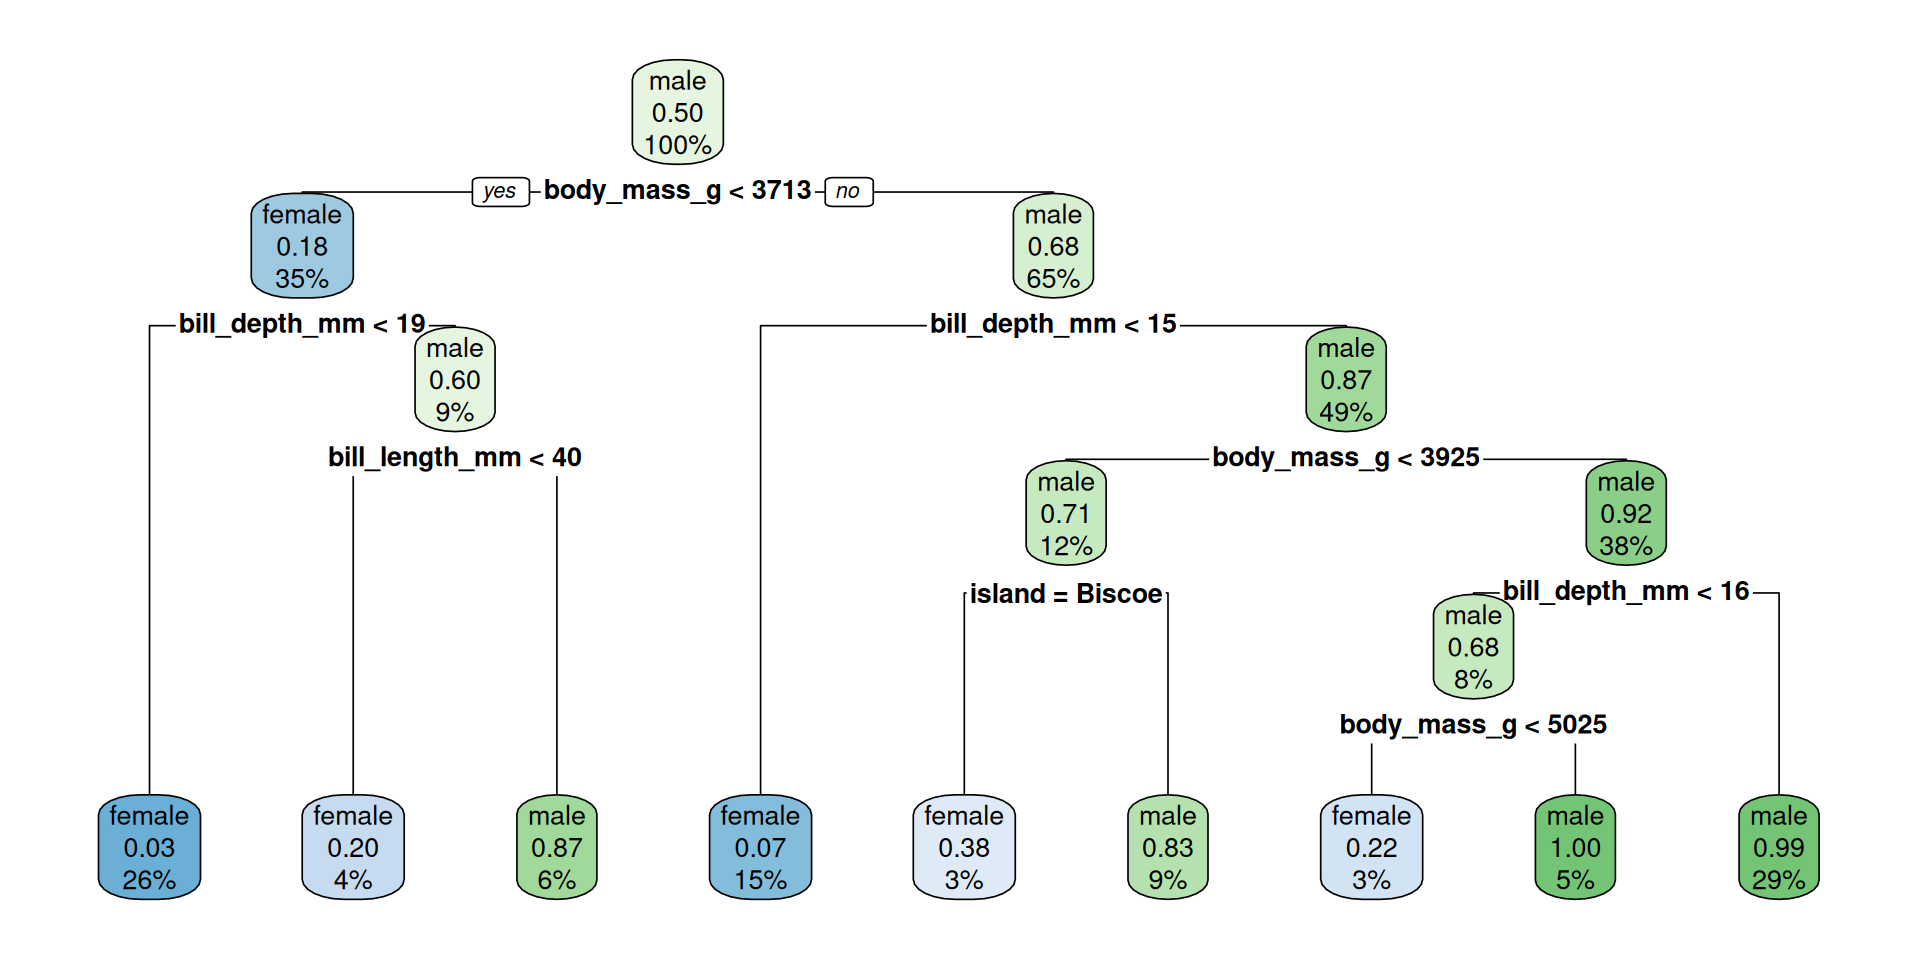 male
0.50
100%
yes
body_mass_g < 3713
no
female
0.18
35%
male
0.68
65%
bill_depth_mm < 19
bill_depth_mm < 15
male
0.60
9%
male
0.87
49%
bill_length_mm < 40
body_mass_g < 3925
male
0.71
12%
male
0.92
38%
island = Biscoe
bill_depth_mm < 16
male
0.68
8%
body_mass_g < 5025
female
0.03
26%
female
0.20
4%
male
0.87
6%
female
0.07
15%
female
0.38
3%
male
0.83
9%
female
0.22
3%
male
1.00
5%
male
0.99
29%